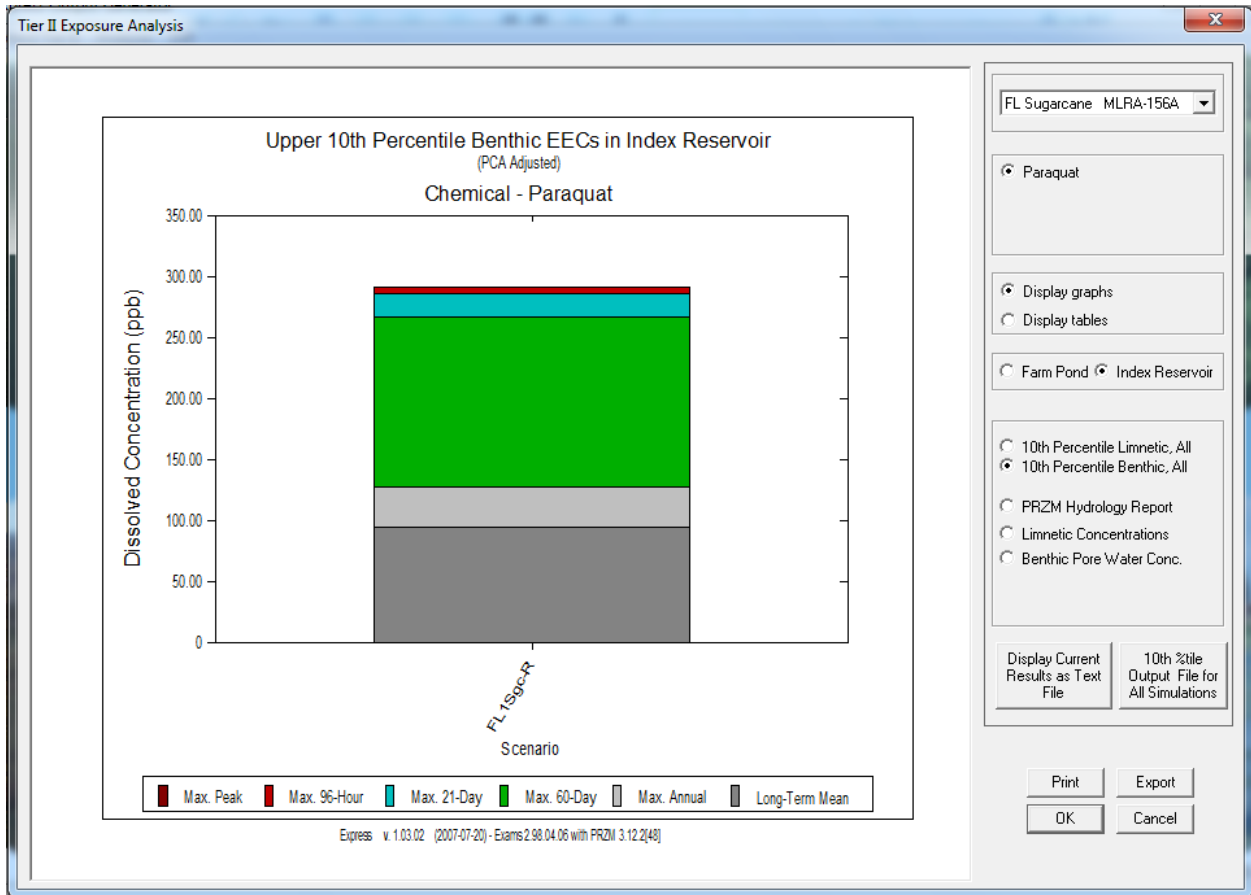 Tier II Exposure Analysis
Upper 10th Percentile Benthic EECs in Index Reservoir
(PCA Adjusted)
Chemical - Paraquat
Dissolved Concentration (ppb)
350.00
300.00
250.00
200.00
150.00
100.00
50.00
0
FL1Sgc-R
Scenario
Max. Peak
Max. 96-Hour
Max. 21-Day
Max. 60-Day
Max. Annual
Long-Term Mean
Express v. 1.03.02 (2007-07-20) - Exams2.98.04.06 with PRZM 3.12.2[48]
FL Sugarcane MLRA-156A
Paraquat
Display graphs
Display tables
Farm Pond
Index Reservoir
10th Percentile Limnetic, All
10th Percentile Benthic, All
PRZM Hydrology Report
Limnetic Concentrations
Benthic Pore Water Conc.
Display Current
Results as Text
File
10th %tile
Output File for
All Simulations
Print
Export
OK
Cancel